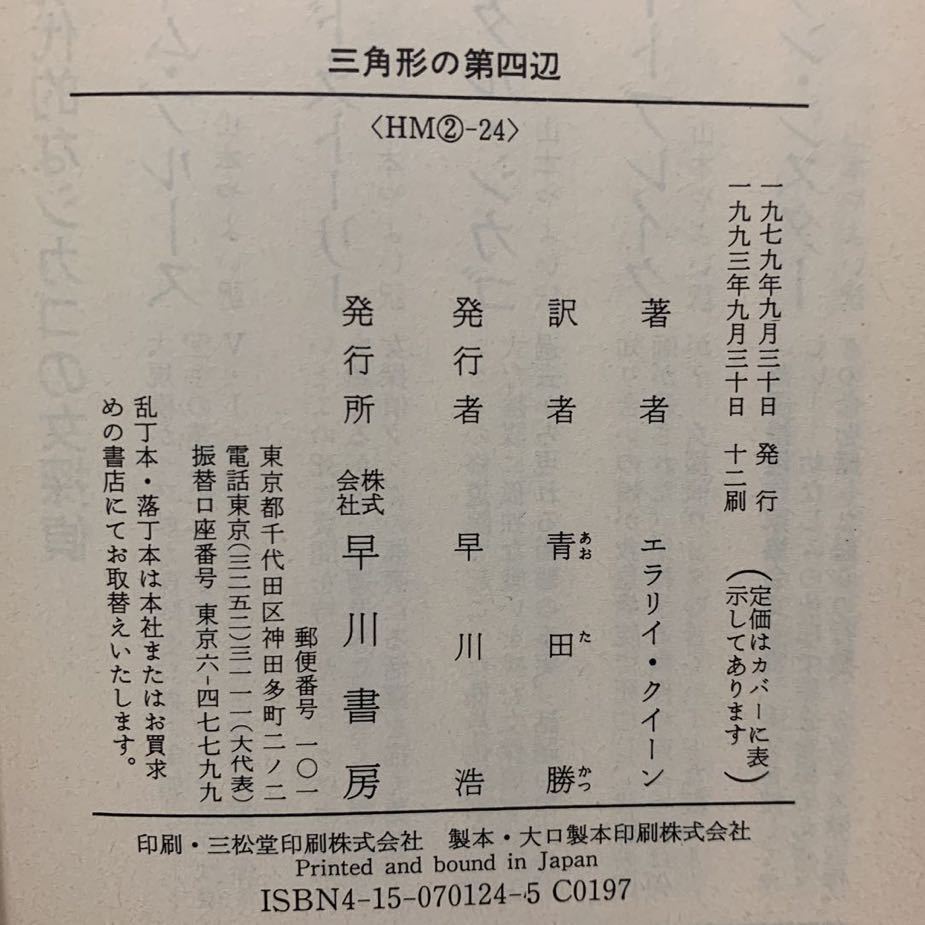 三角形の第四辺
〈HM②-24〉
一九七九年九月三十日　発行
一九九三年九月三十日　十二刷
（定価はカバーに表
示してあります）
著者　エラリイ・クイーン
訳者　青田　勝
あお　た　かつ
発行者　早川　浩
発行所　株式会社　早川書房
郵便番号　一〇一
東京都千代田区神田多町二ノ二
電話東京(三二五二)三一一一(大代表)
振替口座番号　東京六-四七七九九
乱丁本・落丁本は本社またはお買求
めの書店にてお取替えいたします。
印刷・三松堂印刷株式会社　製本・大口製本印刷株式会社
Printed and bound in Japan
ISBN4-15-070124-5 C0197